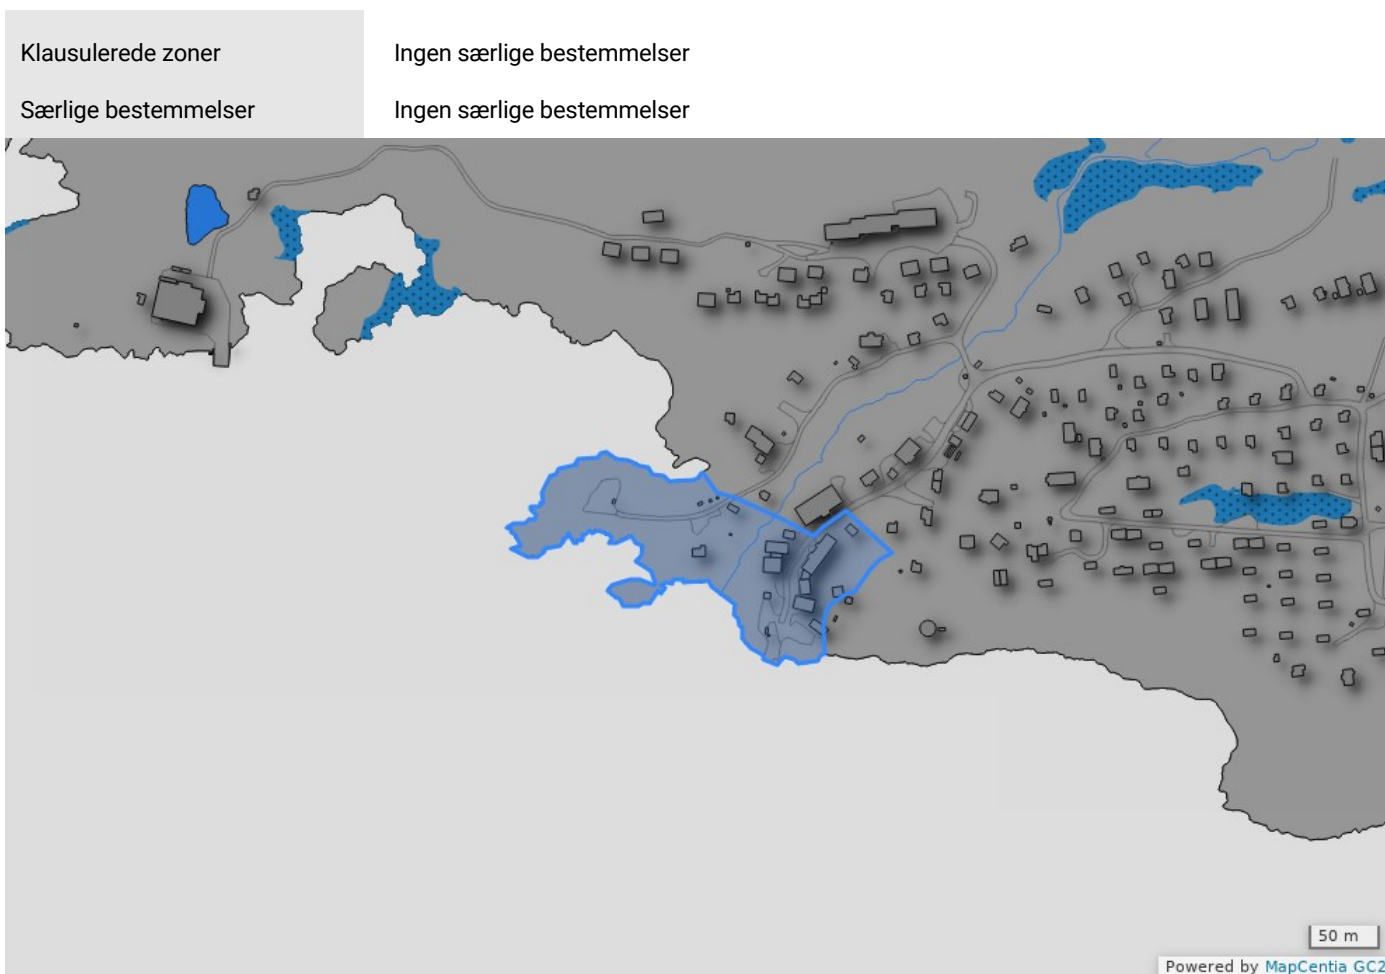 Klausulerede zoner Ingen særlige bestemmelser
Særlige bestemmelser Ingen særlige bestemmelser
50 m
Powered by MapCentia GC2